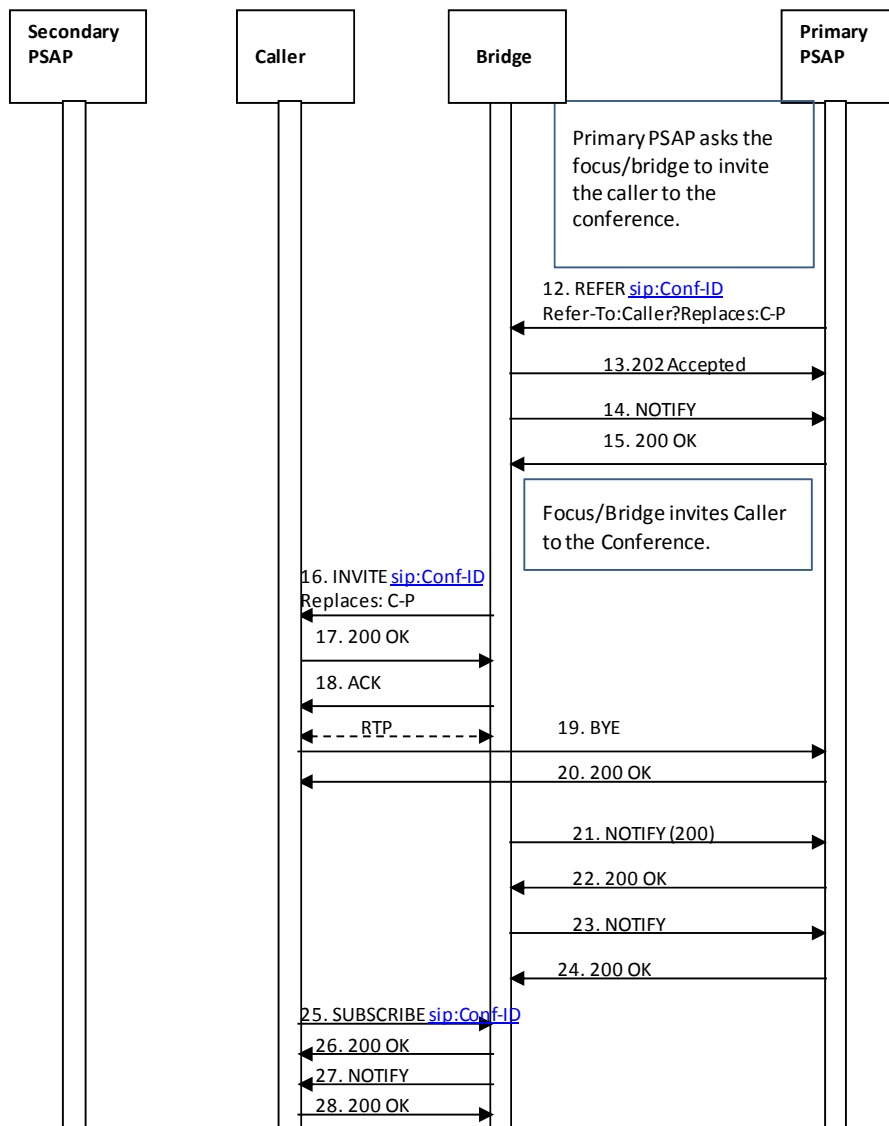 Secondary
PSAP
Caller
Bridge
Primary
PSAP
Primary PSAP asks the
focus/bridge to invite
the caller to the
conference.
12. REFER sip:Conf-ID
Refer-To:Caller?Replaces:C-P
13.202 Accepted
14. NOTIFY
15. 200 OK
Focus/Bridge invites Caller
to the Conference.
16. INVITE sip:Conf-ID
Replaces: C-P
17. 200 OK
18. ACK
RTP
19. BYE
20. 200 OK
21. NOTIFY (200)
22. 200 OK
23. NOTIFY
24. 200 OK
25. SUBSCRIBE sip:Conf-ID
26. 200 OK
27. NOTIFY
28. 200 OK